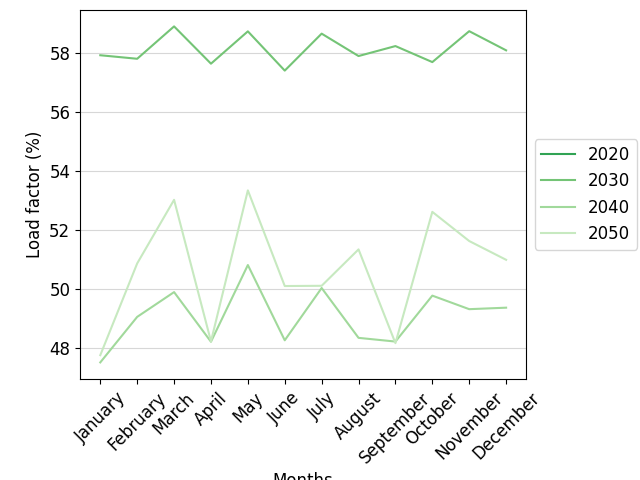 58
56
54
52
50
48
Load factor (%)
January
February
March
April
May
June
July
August
September
October
November
December
Months
2020
2030
2040
2050